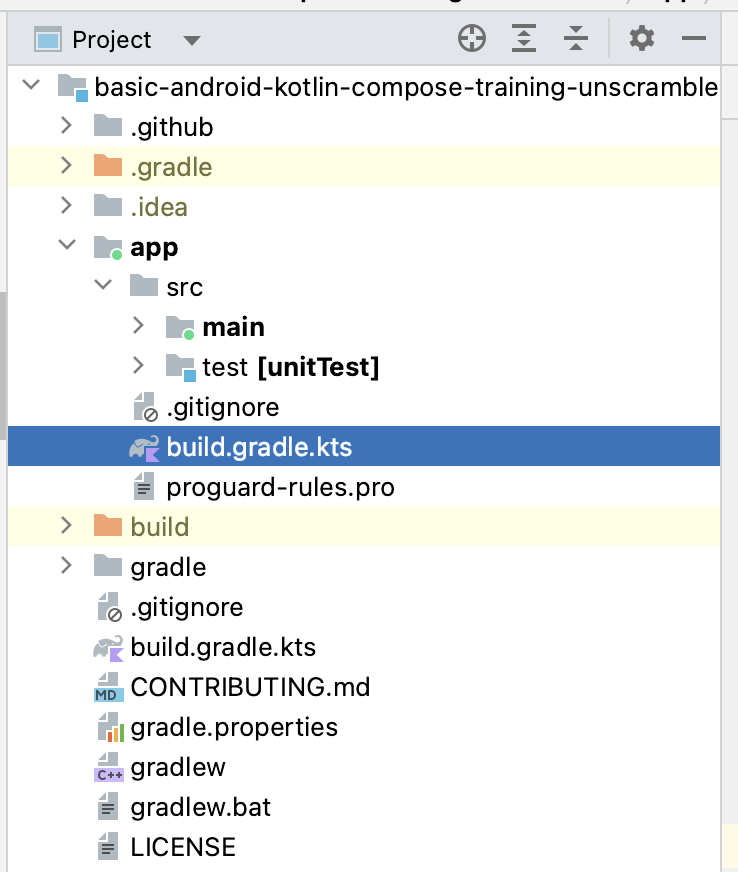 Project
basic-android-kotlin-compose-training-unscramble
.github
.gradle
.idea
app
src
main
test [unitTest]
.gitignore
build.gradle.kts
proguard-rules.pro
build
gradle
.gitignore
build.gradle.kts
MD CONTRIBUTING.md
gradle.properties
C++ gradlew
gradlew.bat
LICENSE